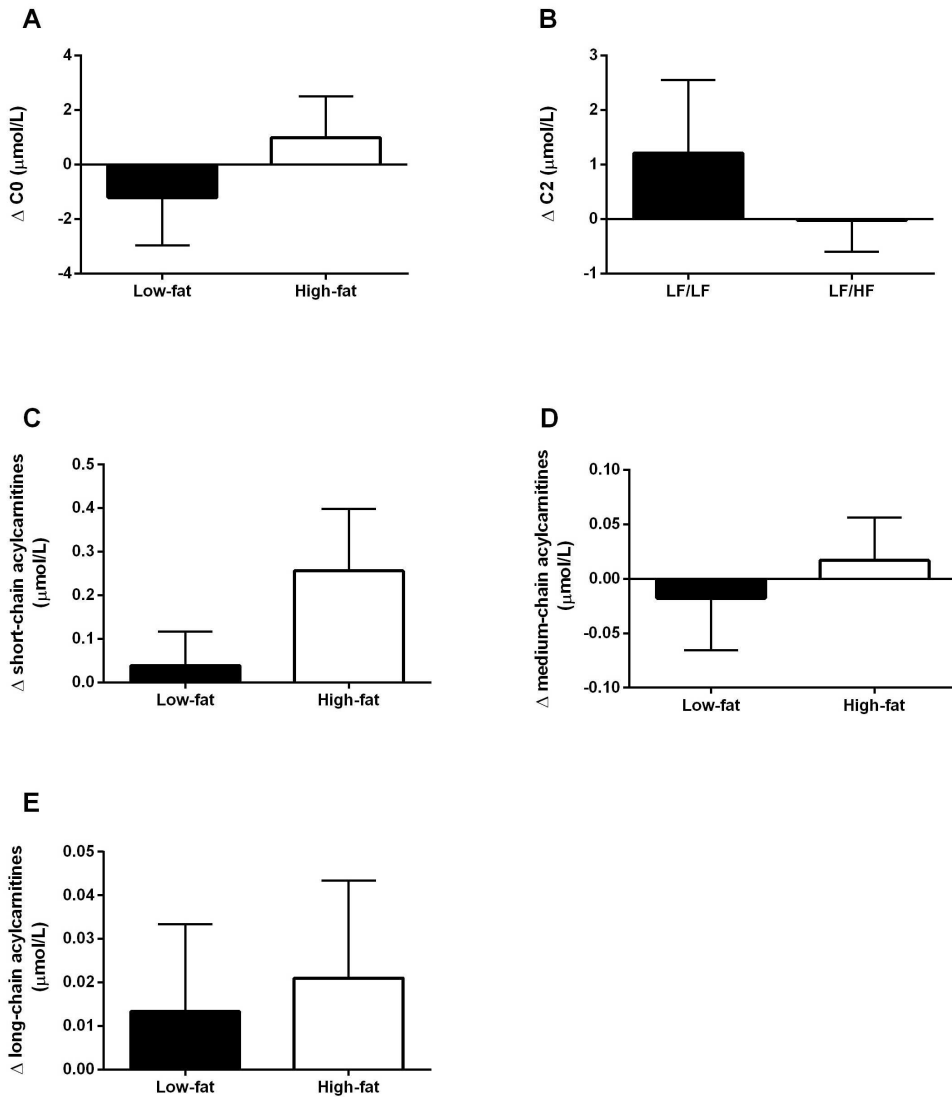 A
Δ C0 (μmol/L)
4
2
0
-2
-4
Low-fat
High-fat
B
Δ C2 (μmol/L)
3
2
1
0
-1
LF/LF
LF/HF
C
Δ short-chain acylcarnitines
(μmol/L)
0.5
0.4
0.3
0.2
0.1
0.0
Low-fat
High-fat
D
Δ medium-chain acylcarnitines
(μmol/L)
0.10
0.05
0.00
-0.05
-0.10
Low-fat
High-fat
E
Δ long-chain acylcarnitines
(μmol/L)
0.05
0.04
0.03
0.02
0.01
0.00
Low-fat
High-fat